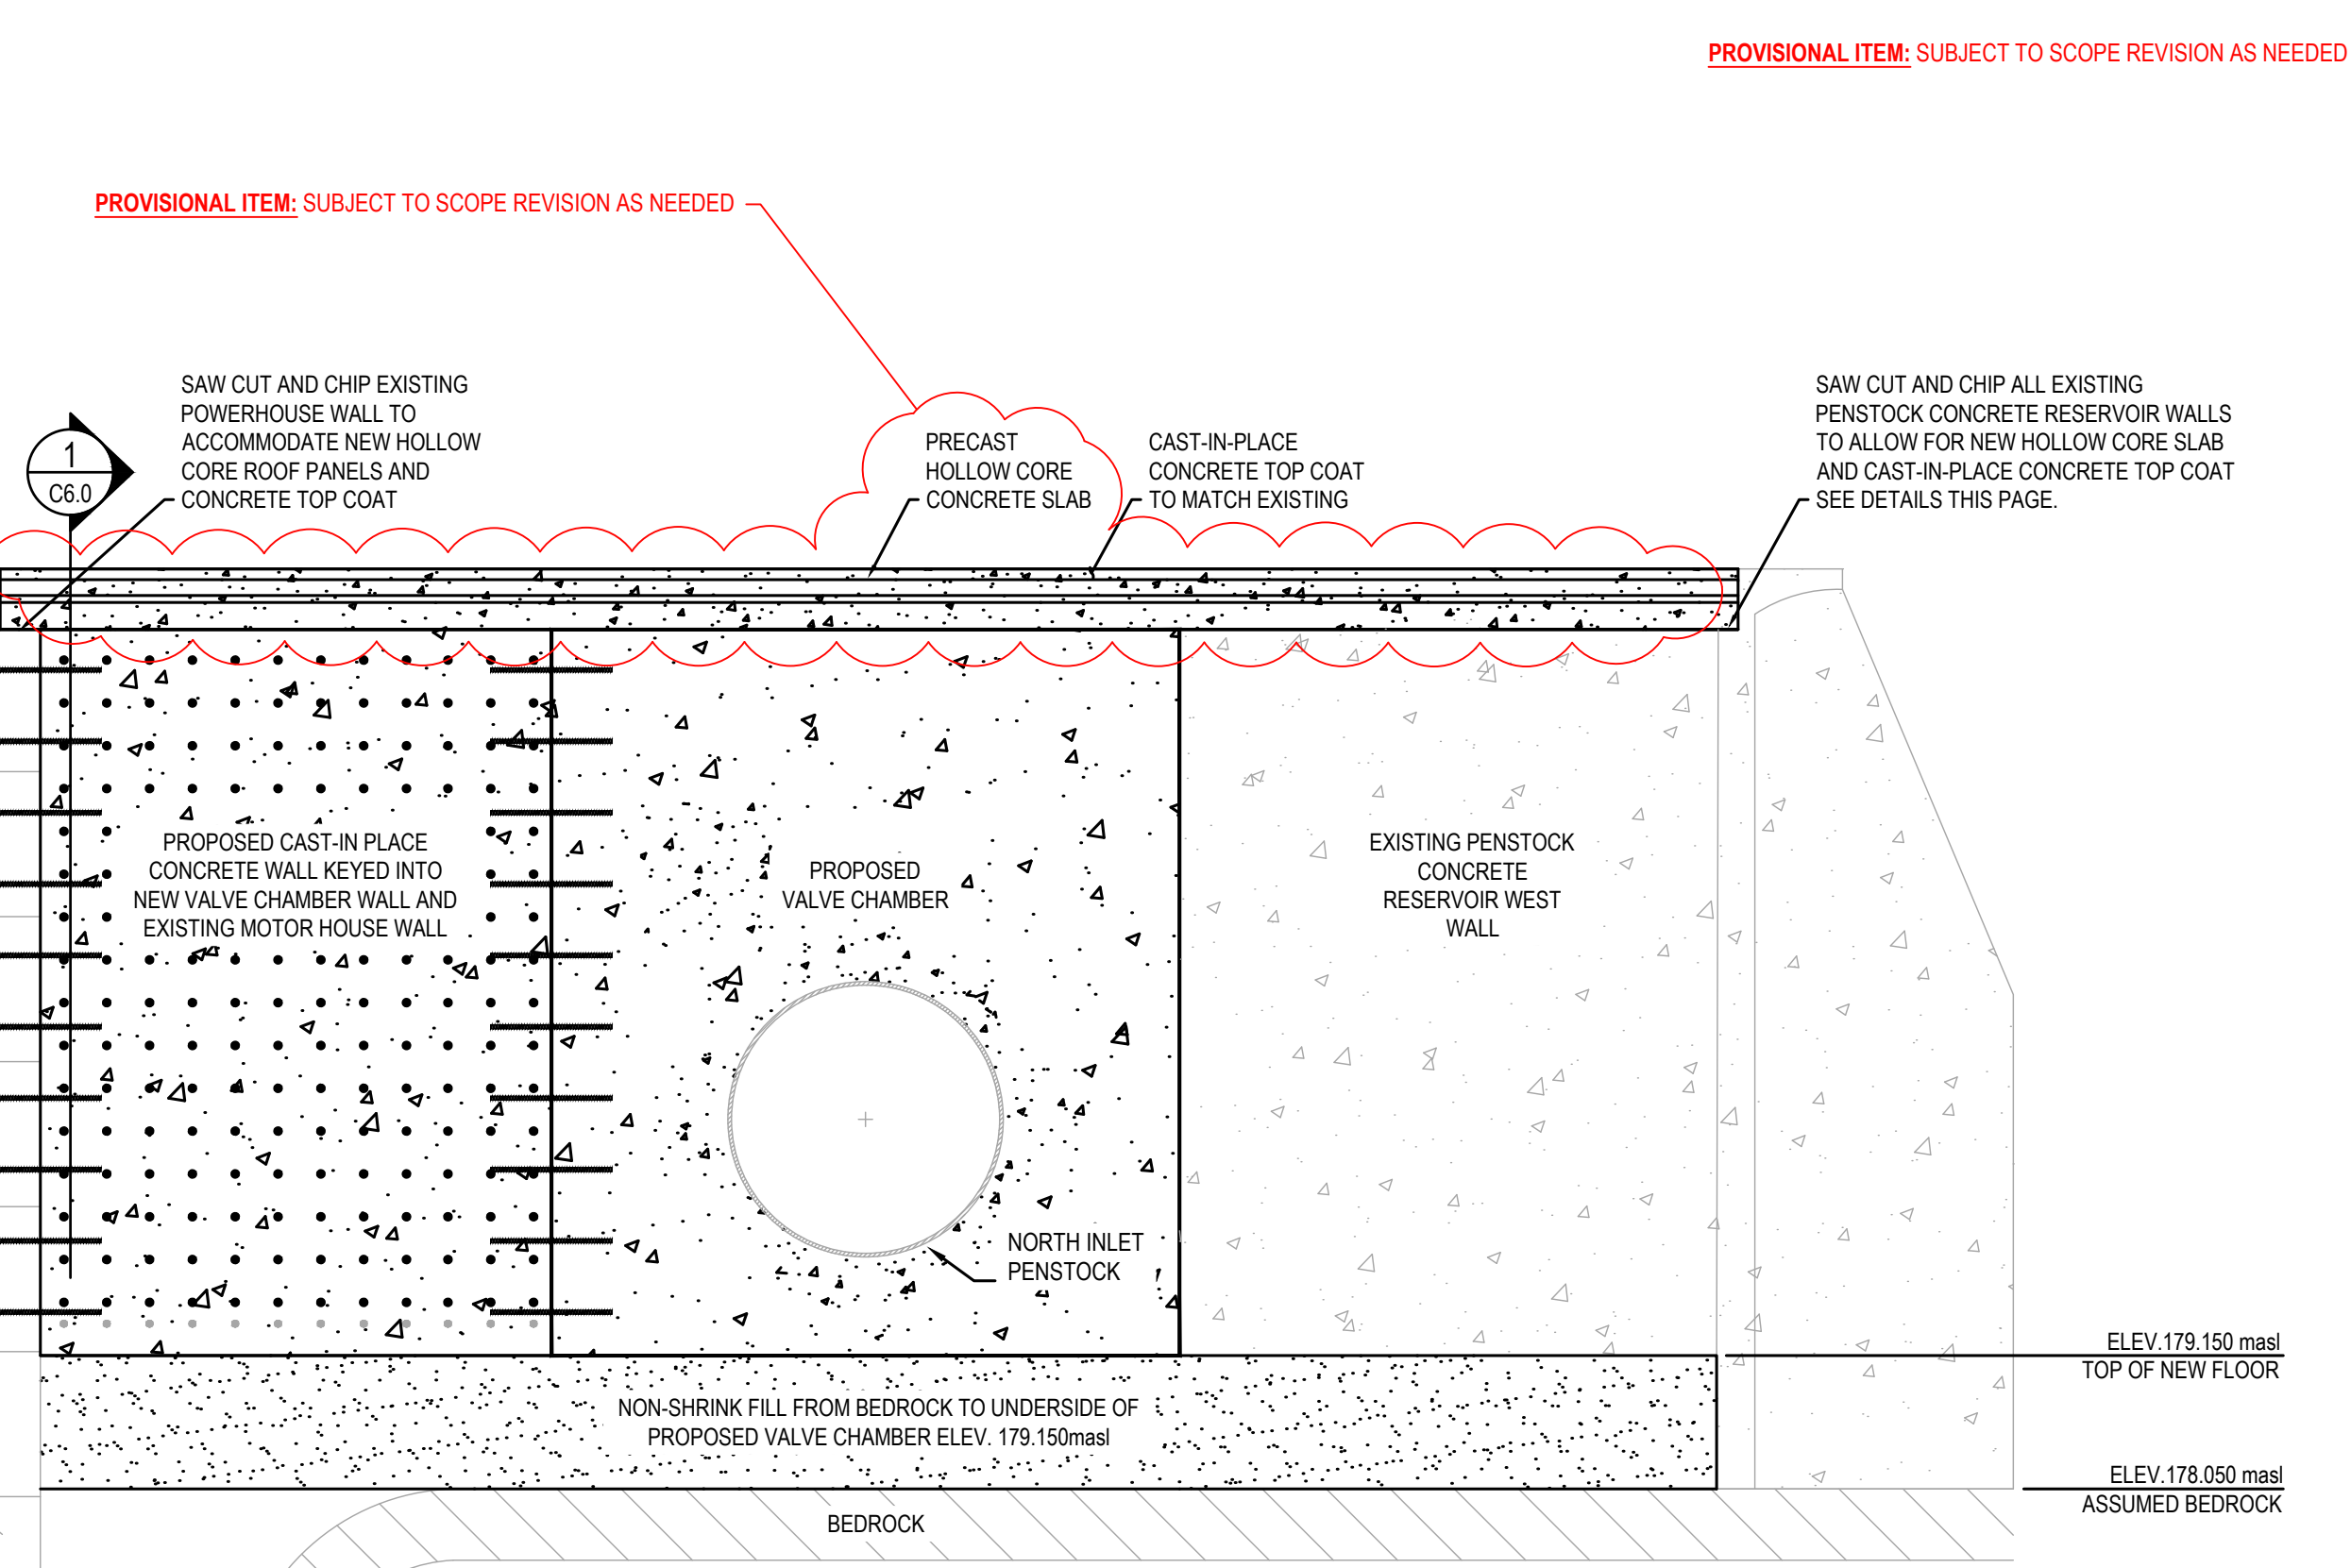 PROVISIONAL ITEM: SUBJECT TO SCOPE REVISION AS NEEDED
PROVISIONAL ITEM: SUBJECT TO SCOPE REVISION AS NEEDED
SAW CUT AND CHIP EXISTING
POWERHOUSE WALL TO
ACCOMMODATE NEW HOLLOW
CORE ROOF PANELS AND
CONCRETE TOP COAT
1
C6.0
PRECAST
HOLLOW CORE
CONCRETE SLAB
CAST-IN-PLACE
CONCRETE TOP COAT
TO MATCH EXISTING
SAW CUT AND CHIP ALL EXISTING
PENSTOCK CONCRETE RESERVOIR WALLS
TO ALLOW FOR NEW HOLLOW CORE SLAB
AND CAST-IN-PLACE CONCRETE TOP COAT
SEE DETAILS THIS PAGE.
PROPOSED CAST-IN PLACE
CONCRETE WALL KEYED INTO
NEW VALVE CHAMBER WALL AND
EXISTING MOTOR HOUSE WALL
PROPOSED
VALVE CHAMBER
EXISTING PENSTOCK
CONCRETE
RESERVOIR WEST
WALL
NORTH INLET
PENSTOCK
ELEV.179.150 masl
TOP OF NEW FLOOR
NON-SHRINK FILL FROM BEDROCK TO UNDERSIDE OF
PROPOSED VALVE CHAMBER ELEV. 179.150masl
ELEV.178.050 masl
ASSUMED BEDROCK
BEDROCK